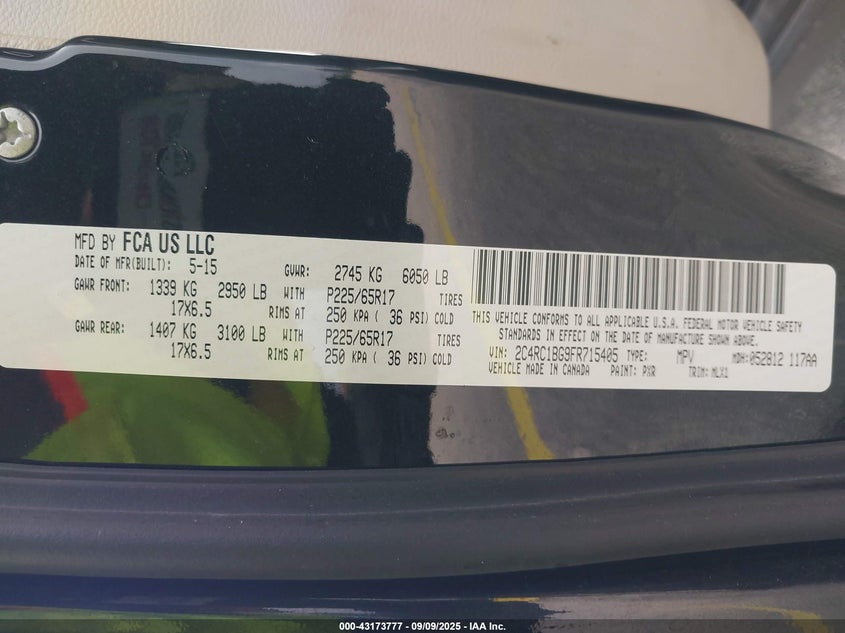 MFD BY FCA US LLC
DATE OF MFR(BUILT): 5-15 GVWR: 2745 KG 6050 LB
GAWR FRONT: 1339 KG 2950 LB WITH P225/65R17 TIRES
17X6.5 RIMS AT 250 KPA ( 36 PSI) COLD
GAWR REAR: 1407 KG 3100 LB WITH P225/65R17 TIRES
17X6.5 RIMS AT 250 KPA ( 36 PSI) COLD
THIS VEHICLE CONFORMS TO ALL APPLICABLE U.S.A. FEDERAL MOTOR VEHICLE SAFETY
STANDARDS IN EFFECT ON THE DATE OF MANUFACTURE SHOWN ABOVE.
VIN: 2C4RC1BG9FR715405 TYPE: MPV MDH: 052812 117AA
VEHICLE MADE IN CANADA PAINT: PXR TRIM: MLX1
000-43173777 - 09/09/2025 - IAA Inc.